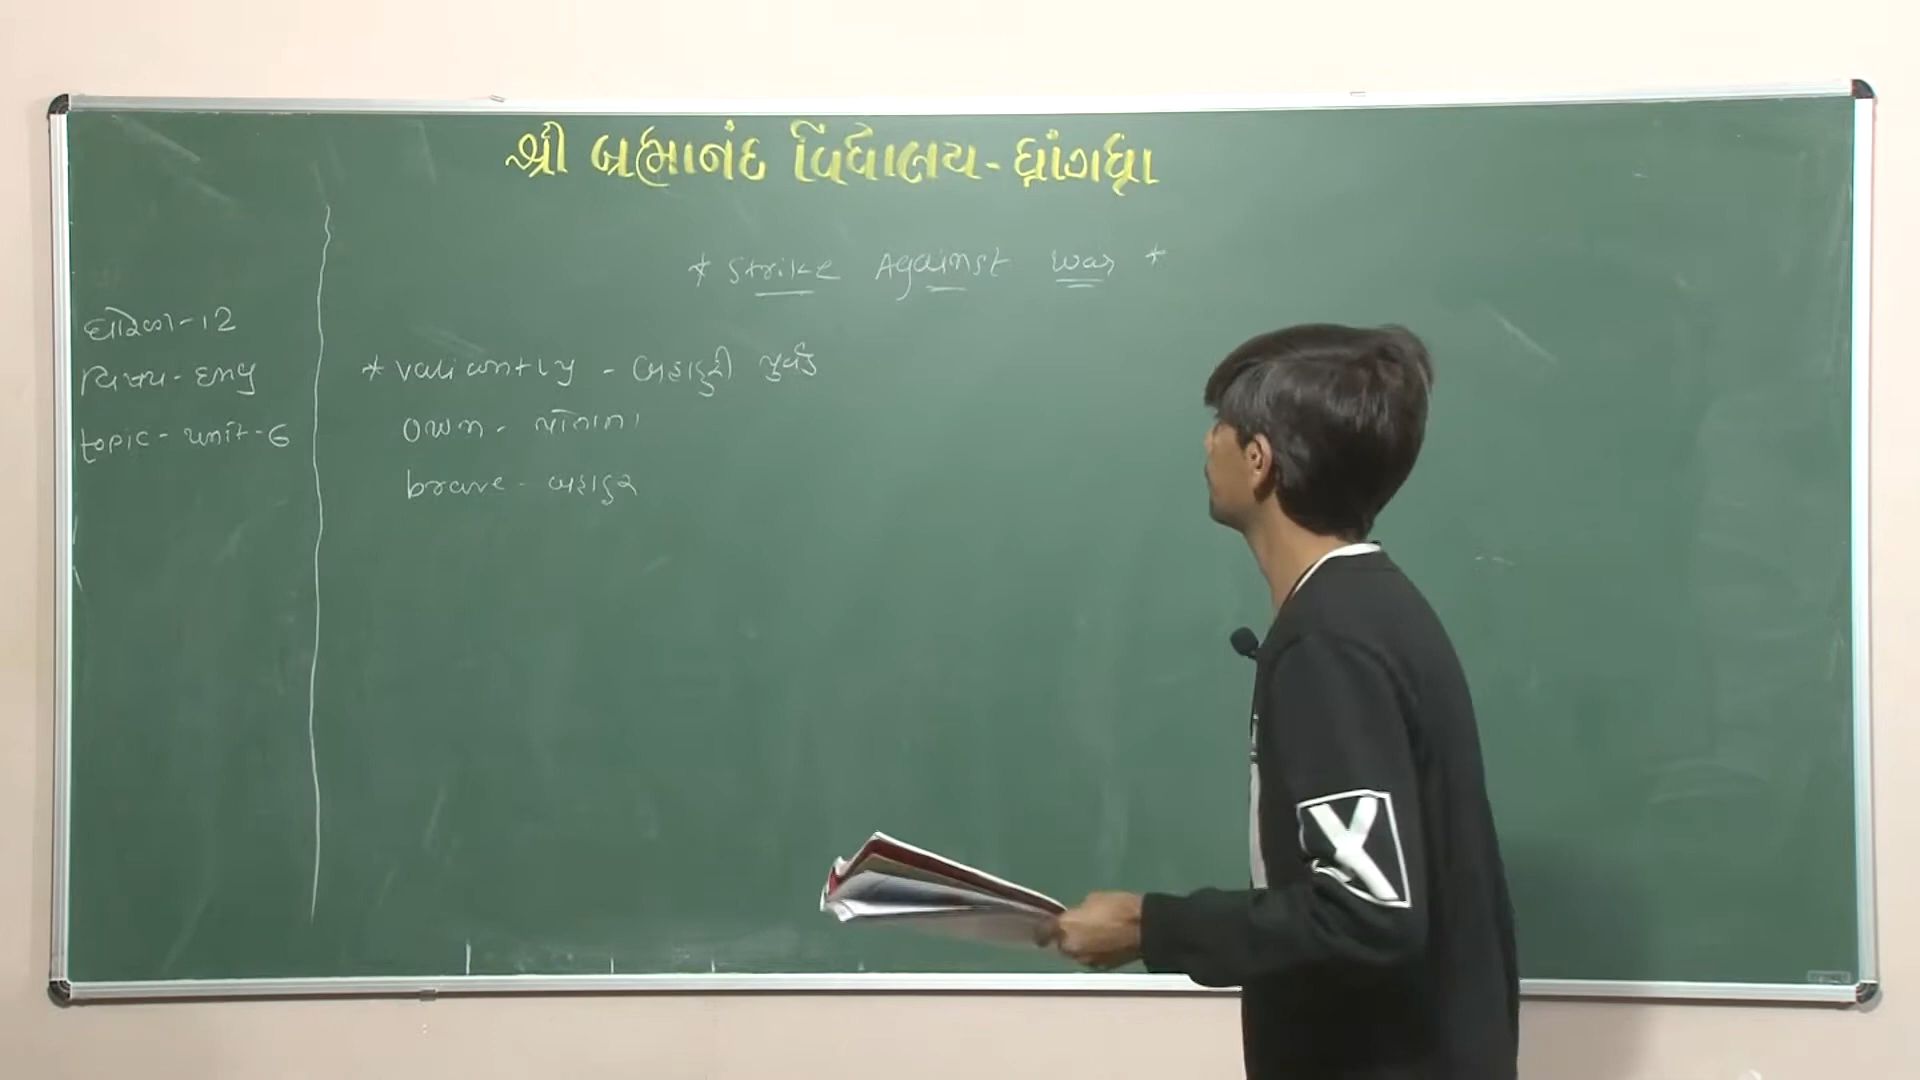 શ્રી બ્રહ્માનંદ વિદ્યાલય - ધ્રાંગધ્રા
* Strike Against war *
ધોરણ - 12
વિષય - Eng
topic - unit - 6
* valiantly - બહાદુરી પૂર્વક
own - પોતાના
brave - બહાદુર
X